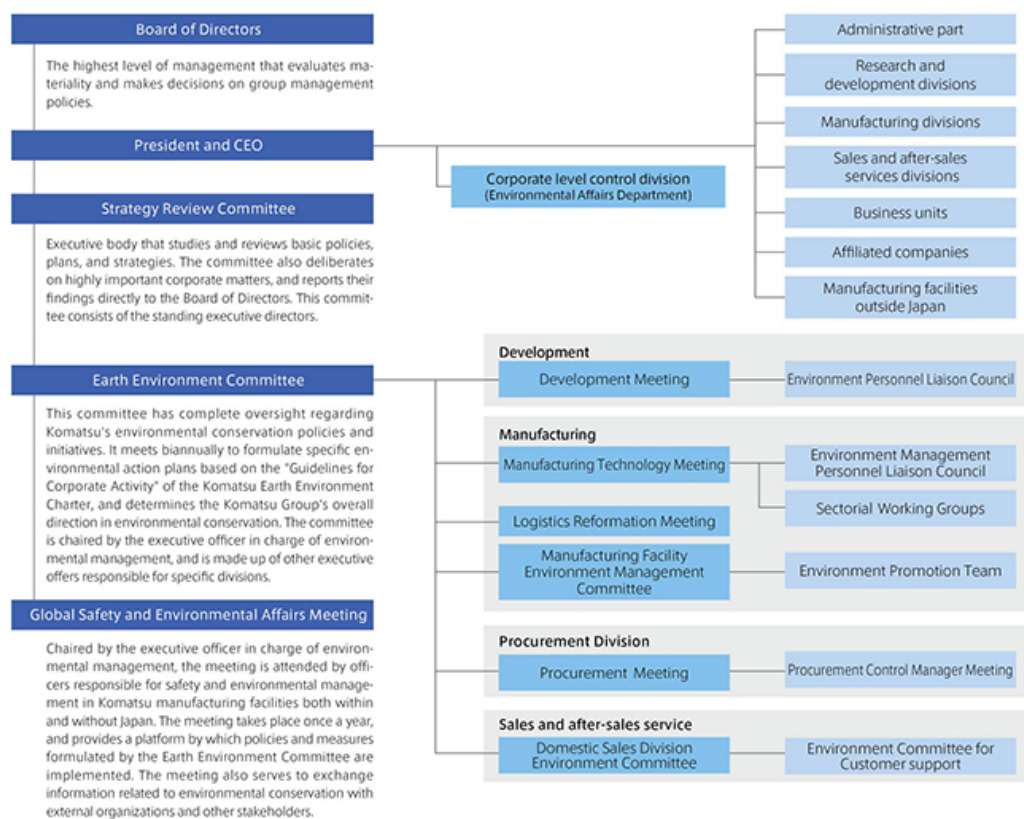 Board of Directors
The highest level of management that evaluates ma-
teriality and makes decisions on group management
policies.
President and CEO
Strategy Review Committee
Executive body that studies and reviews basic policies,
plans, and strategies. The committee also deliberates
on highly important corporate matters, and reports their
findings directly to the Board of Directors. This commit-
tee consists of the standing executive directors.
Earth Environment Committee
This committee has complete oversight regarding
Komatsu's environmental conservation policies and
initiatives. It meets biannually to formulate specific en-
vironmental action plans based on the "Guidelines for
Corporate Activity" of the Komatsu Earth Environment
Charter, and determines the Komatsu Group's overall
direction in environmental conservation. The committee
is chaired by the executive officer in charge of environ-
mental management, and is made up of other executive
offers responsible for specific divisions.
Global Safety and Environmental Affairs Meeting
Chaired by the executive officer in charge of environ-
mental management, the meeting is attended by offi-
cers responsible for safety and environmental manage-
ment in Komatsu manufacturing facilities both within
and without Japan. The meeting takes place once a year,
and provides a platform by which policies and measures
formulated by the Earth Environment Committee are
implemented. The meeting also serves to exchange
information related to environmental conservation with
external organizations and other stakeholders.
Corporate level control division
(Environmental Affairs Department)
Administrative part
Research and
development divisions
Manufacturing divisions
Sales and after-sales
services divisions
Business units
Affiliated companies
Manufacturing facilities
outside Japan
Development
Development Meeting
Environment Personnel Liaison Council
Manufacturing
Manufacturing Technology Meeting
Environment Management
Personnel Liaison Council
Sectorial Working Groups
Logistics Reformation Meeting
Manufacturing Facility
Environment Management
Committee
Environment Promotion Team
Procurement Division
Procurement Meeting
Procurement Control Manager Meeting
Sales and after-sales service
Domestic Sales Division
Environment Committee
Environment Committee for
Customer support